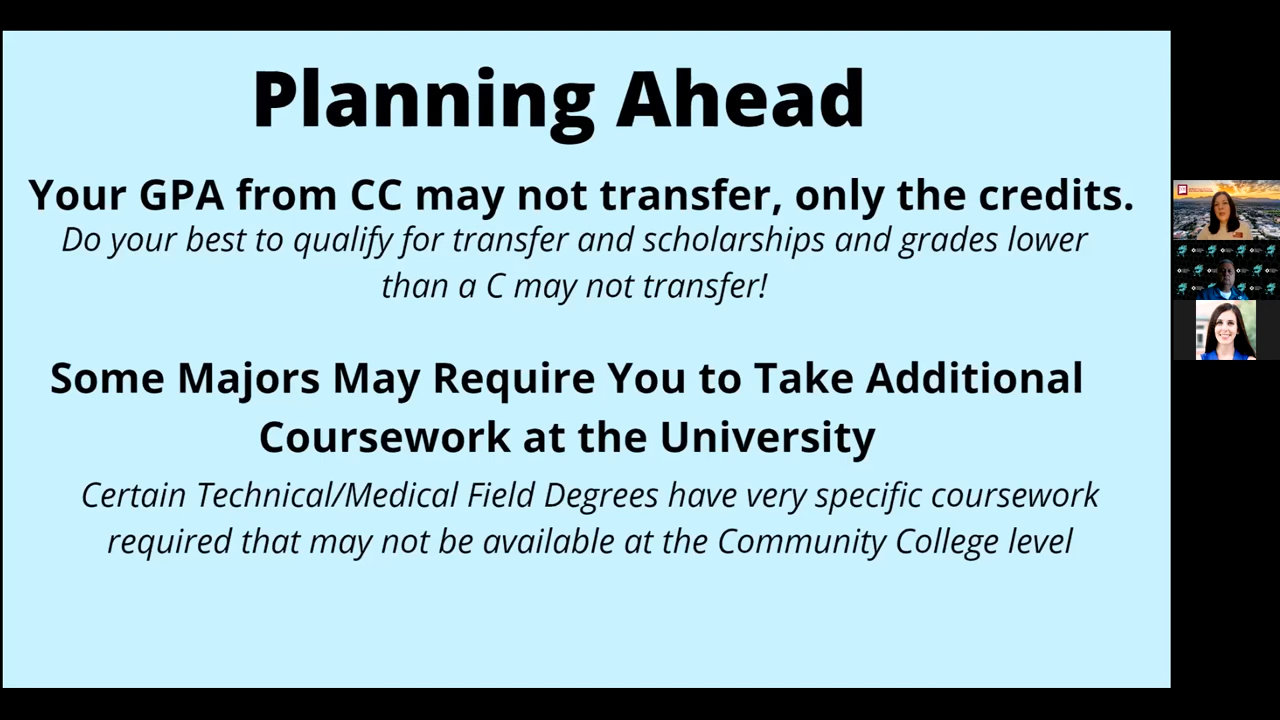 Planning Ahead
Your GPA from CC may not transfer, only the credits.
Do your best to qualify for transfer and scholarships and grades lower
than a C may not transfer!
Some Majors May Require You to Take Additional
Coursework at the University
Certain Technical/Medical Field Degrees have very specific coursework
required that may not be available at the Community College level